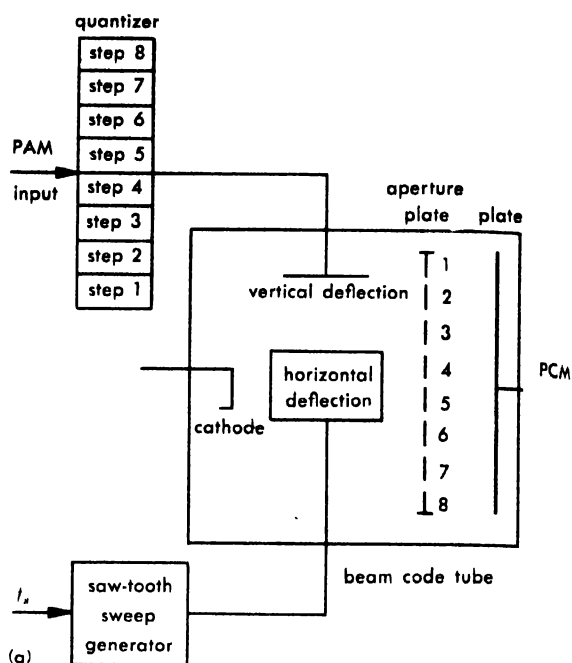 quantizer
step 8
step 7
step 6
step 5
step 4
step 3
step 2
step 1
PAM
input
aperture
plate
plate
vertical deflection
1
2
3
4
5
6
7
8
horizontal
deflection
cathode
PCM
beam code tube
saw-tooth
sweep
generator
(a)